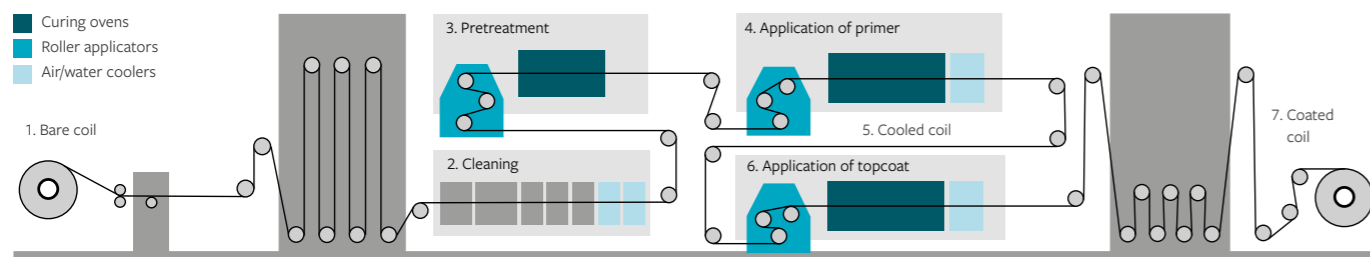 Curing ovens
Roller applicators
Air/water coolers
1. Bare coil
3. Pretreatment
2. Cleaning
4. Application of primer
5. Cooled coil
6. Application of topcoat
7. Coated
coil